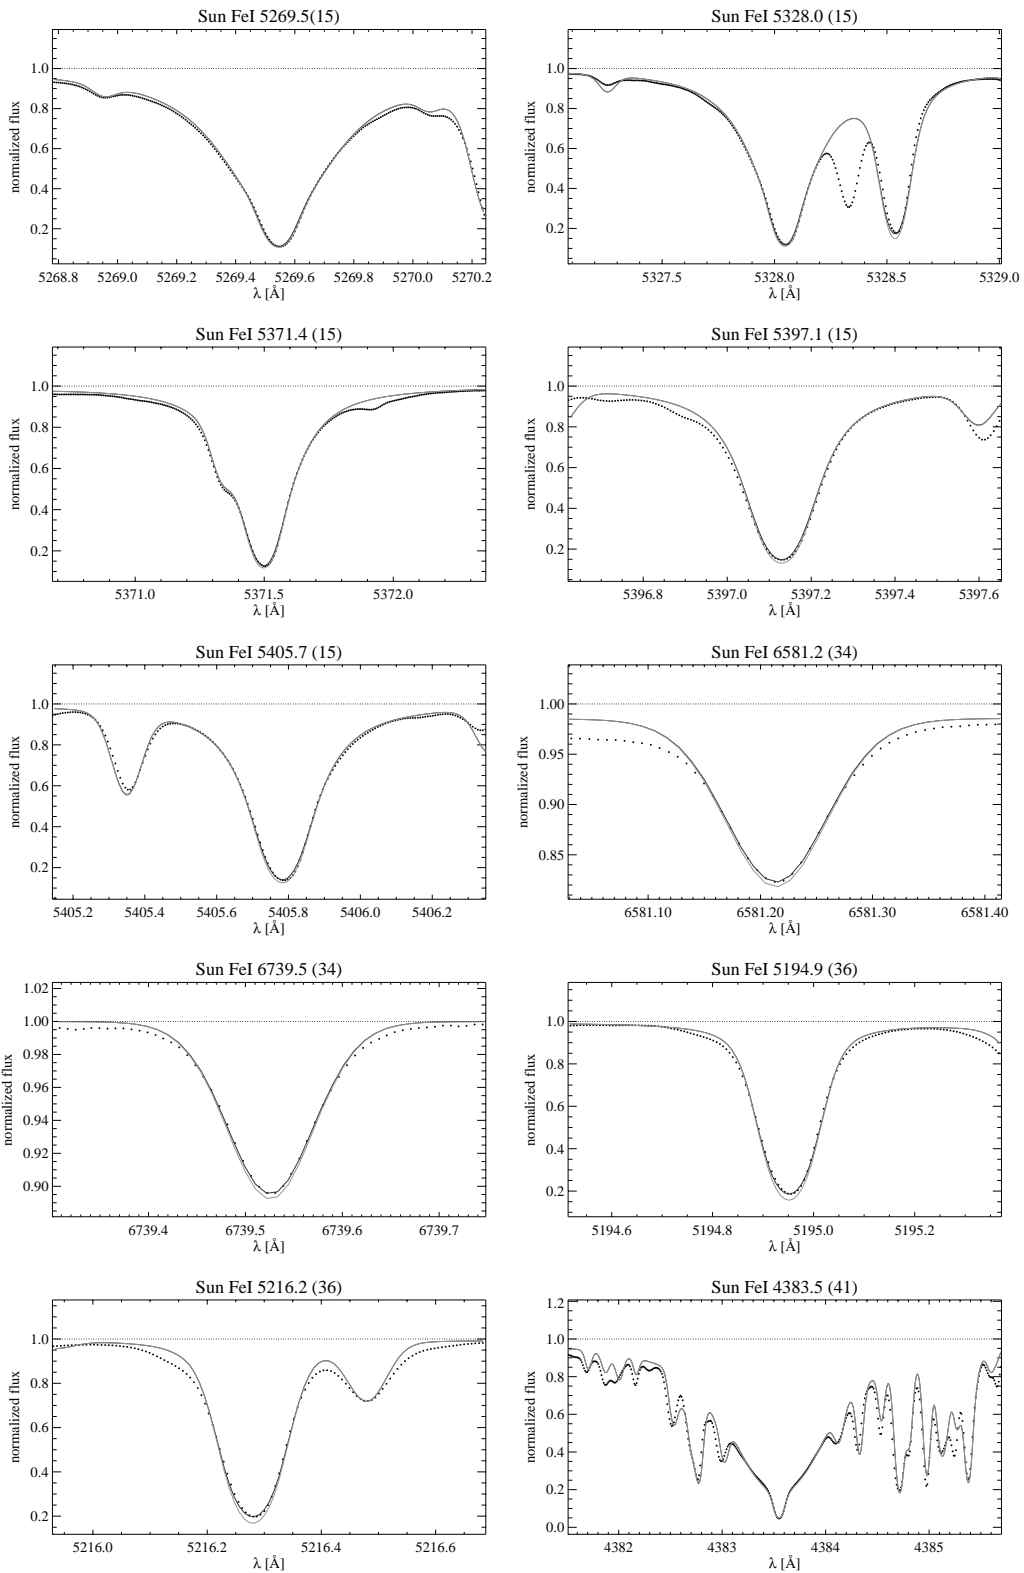 Sun FeI 5269.5(15)
1.0
0.8
0.6
0.4
0.2
normalized flux
5268.8 5269.0 5269.2 5269.4 5269.6 5269.8 5270.0 5270.2
λ [Å]
Sun FeI 5328.0 (15)
1.0
0.8
0.6
0.4
0.2
normalized flux
5327.5 5328.0 5328.5 5329.0
λ [Å]
Sun FeI 5371.4 (15)
1.0
0.8
0.6
0.4
0.2
normalized flux
5371.0 5371.5 5372.0
λ [Å]
Sun FeI 5397.1 (15)
1.0
0.8
0.6
0.4
0.2
normalized flux
5396.8 5397.0 5397.2 5397.4 5397.6
λ [Å]
Sun FeI 5405.7 (15)
1.0
0.8
0.6
0.4
0.2
normalized flux
5405.2 5405.4 5405.6 5405.8 5406.0 5406.2
λ [Å]
Sun FeI 6581.2 (34)
1.00
0.95
0.90
0.85
normalized flux
6581.10 6581.20 6581.30 6581.40
λ [Å]
Sun FeI 6739.5 (34)
1.02
1.00
0.98
0.96
0.94
0.92
0.90
normalized flux
6739.4 6739.5 6739.6 6739.7
λ [Å]
Sun FeI 5194.9 (36)
1.0
0.8
0.6
0.4
0.2
normalized flux
5194.6 5194.8 5195.0 5195.2
λ [Å]
Sun FeI 5216.2 (36)
1.0
0.8
0.6
0.4
0.2
normalized flux
5216.0 5216.2 5216.4 5216.6
λ [Å]
Sun FeI 4383.5 (41)
1.2
1.0
0.8
0.6
0.4
0.2
0.0
normalized flux
4382 4383 4384 4385
λ [Å]